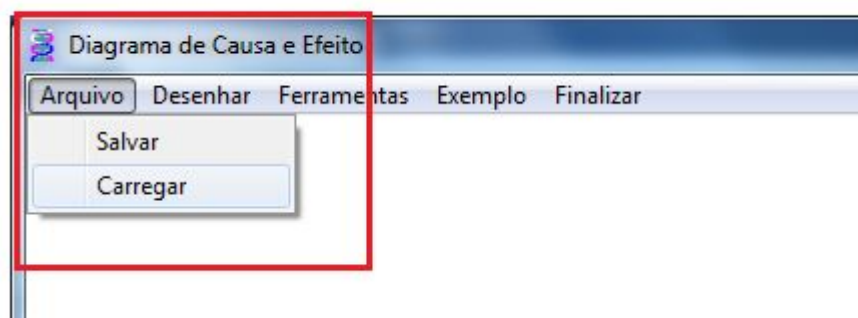 Diagrama de Causa e Efeito
Arquivo Desenhar Ferramentas Exemplo Finalizar
Salvar
Carregar